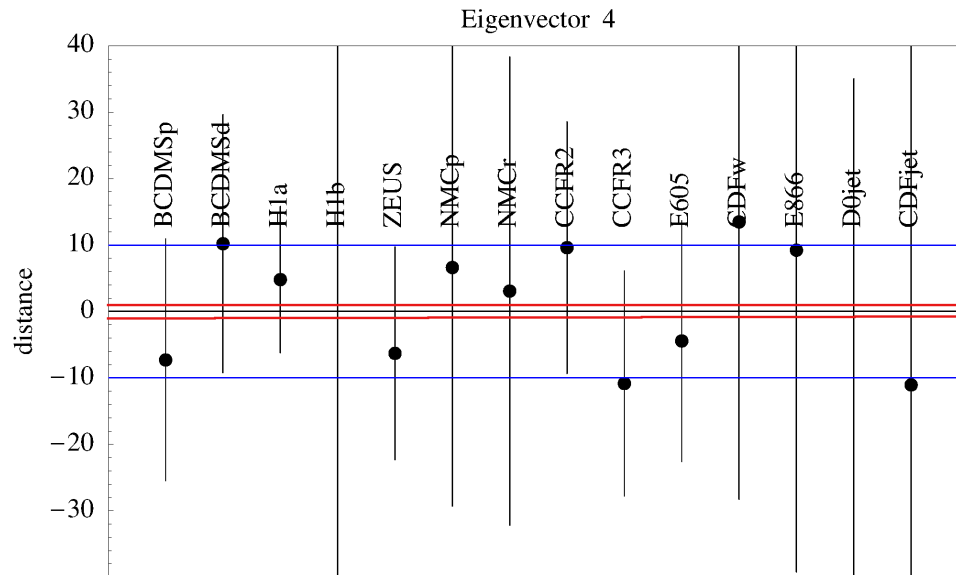 Eigenvector 4
40
30
20
10
0
−10
−20
−30
distance
BCDMSp
BCDMSd
H1a
H1b
ZEUS
NMCp
NMCr
CCFR2
CCFR3
E605
CDFw
E866
D0jet
CDFjet